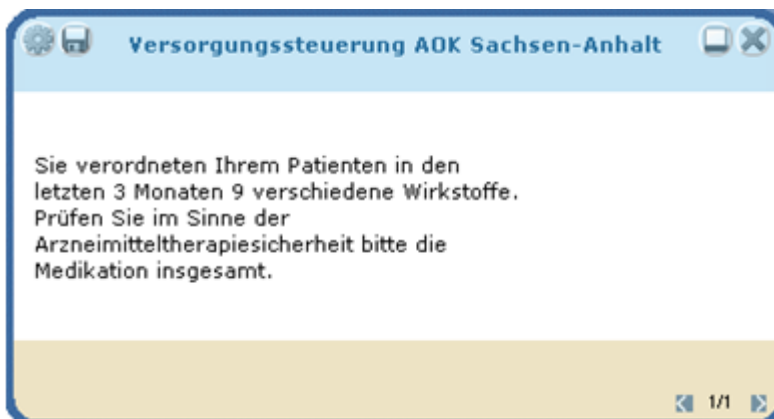 Versorgungssteuerung AOK Sachsen-Anhalt
Sie verordneten Ihrem Patienten in den
letzten 3 Monaten 9 verschiedene Wirkstoffe.
Prüfen Sie im Sinne der
Arzneimitteltherapiesicherheit bitte die
Medikation insgesamt.
1/1